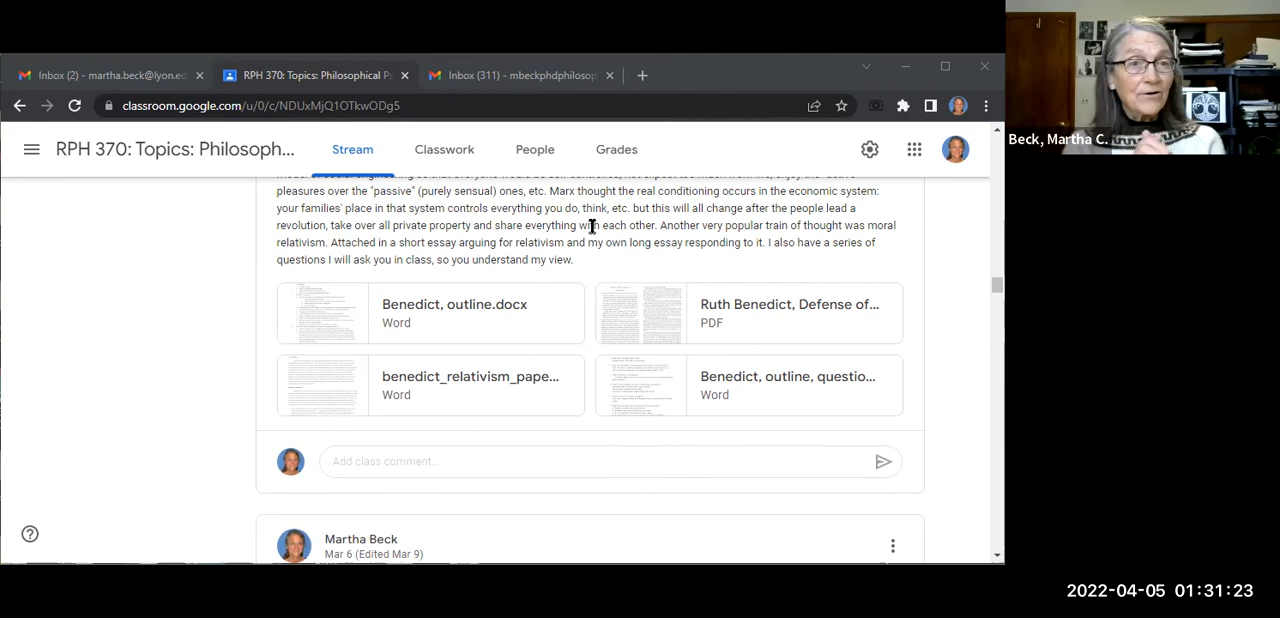 Inbox (2) - martha.beck@lyon.ed
RPH 370: Topics: Philosophical P
Inbox (311) - mbeckphdphilosop
classroom.google.com/u/0/c/NDUxMjQ1OTkwODg5
RPH 370: Topics: Philosoph...
Stream
Classwork
People
Grades
Beck, Martha C.
pleasures over the "passive" (purely sensual) ones, etc. Marx thought the real conditioning occurs in the economic system:
your families' place in that system controls everything you do, think, etc. but this will all change after the people lead a
revolution, take over all private property and share everything with each other. Another very popular train of thought was moral
relativism. Attached in a short essay arguing for relativism and my own long essay responding to it. I also have a series of
questions I will ask you in class, so you understand my view.
Benedict, outline.docx
Word
Ruth Benedict, Defense of...
PDF
benedict_relativism_pape...
Word
Benedict, outline, questio...
Word
Add class comment...
Martha Beck
Mar 6 (Edited Mar 9)
2022-04-05 01:31:23